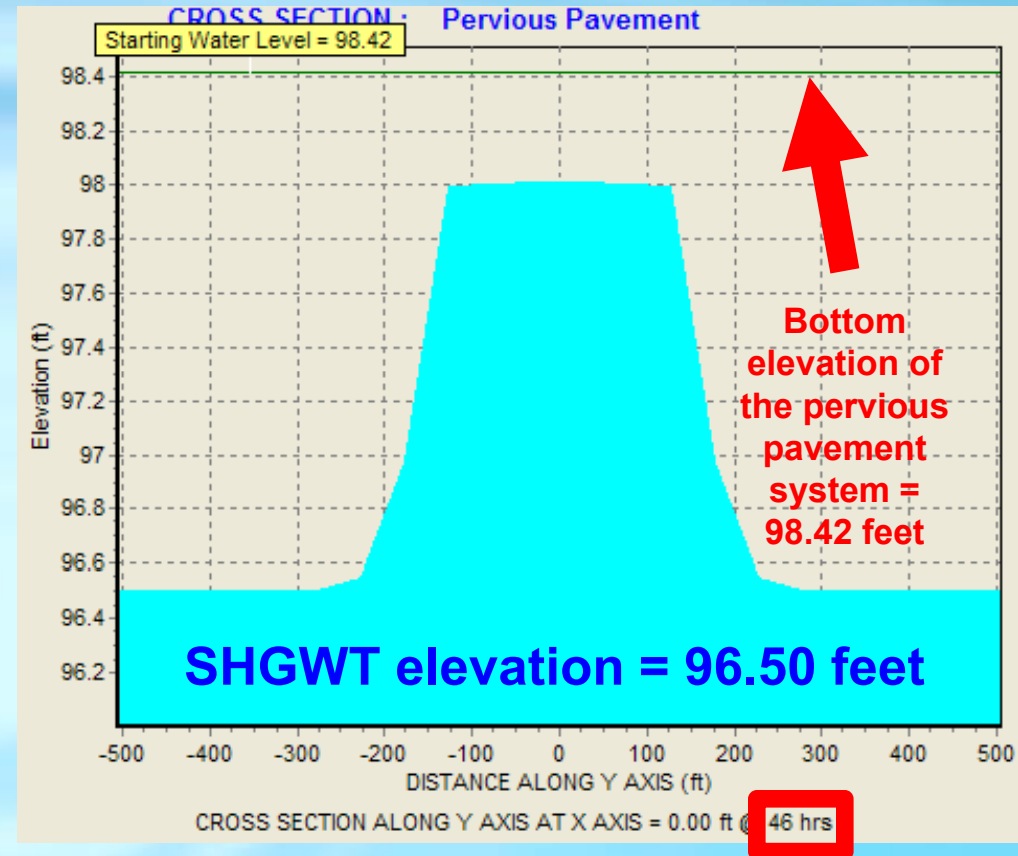 CROSS SECTION : Pervious Pavement
Starting Water Level = 98.42
98.4
98.2
98
97.8
97.6
97.4
97.2
97
96.8
96.6
96.4
96.2
Elevation (ft)
Bottom
elevation of
the pervious
pavement
system =
98.42 feet
SHGWT elevation = 96.50 feet
-500 -400 -300 -200 -100 0 100 200 300 400 500
DISTANCE ALONG Y AXIS (ft)
CROSS SECTION ALONG Y AXIS AT X AXIS = 0.00 ft @ 46 hrs